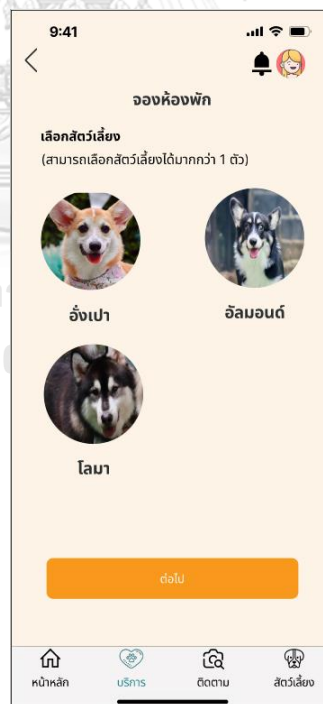 9:41
จองห้องพัก
เลือกสัตว์เลี้ยง
(สามารถเลือกสัตว์เลี้ยงได้มากกว่า 1 ตัว)
อั่งเปา
อัลมอนด์
โลมา
ต่อไป
หน้าหลัก บริการ ติดตาม สัตว์เลี้ยง